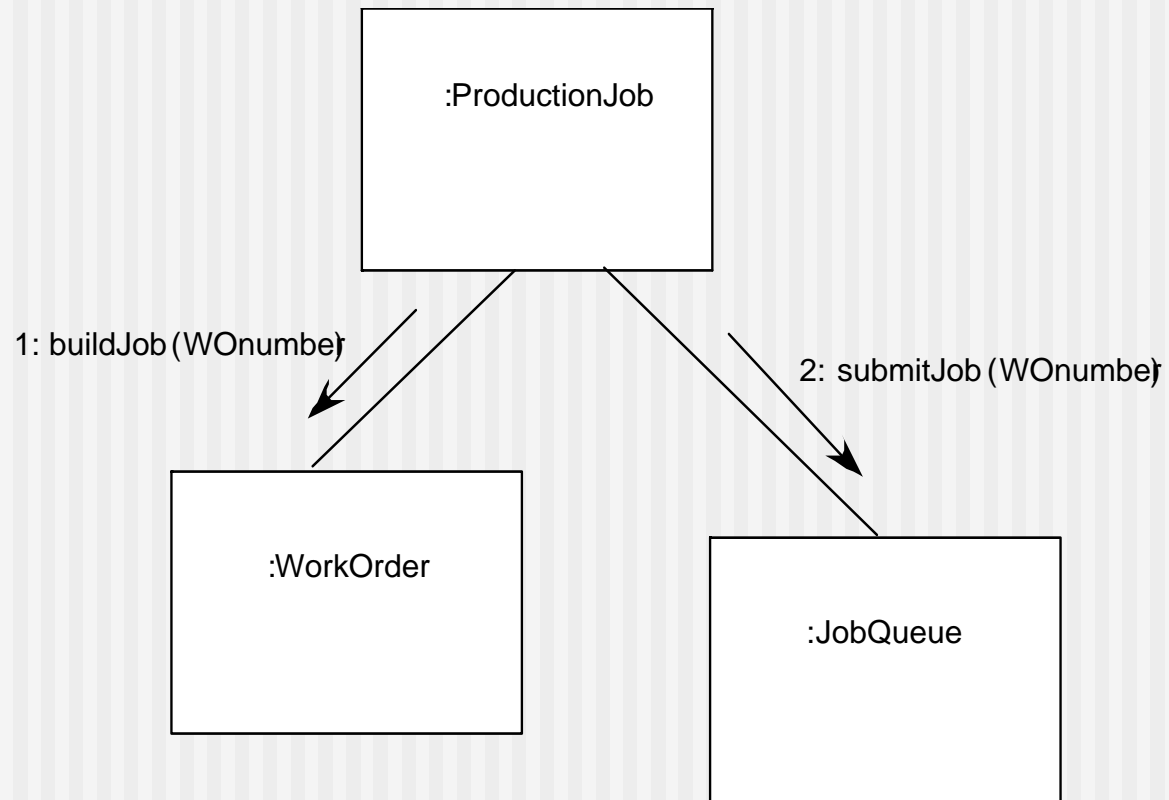 :ProductionJob
1: buildJob (WOnumber)
2: submitJob (WOnumber)
:WorkOrder
:JobQueue